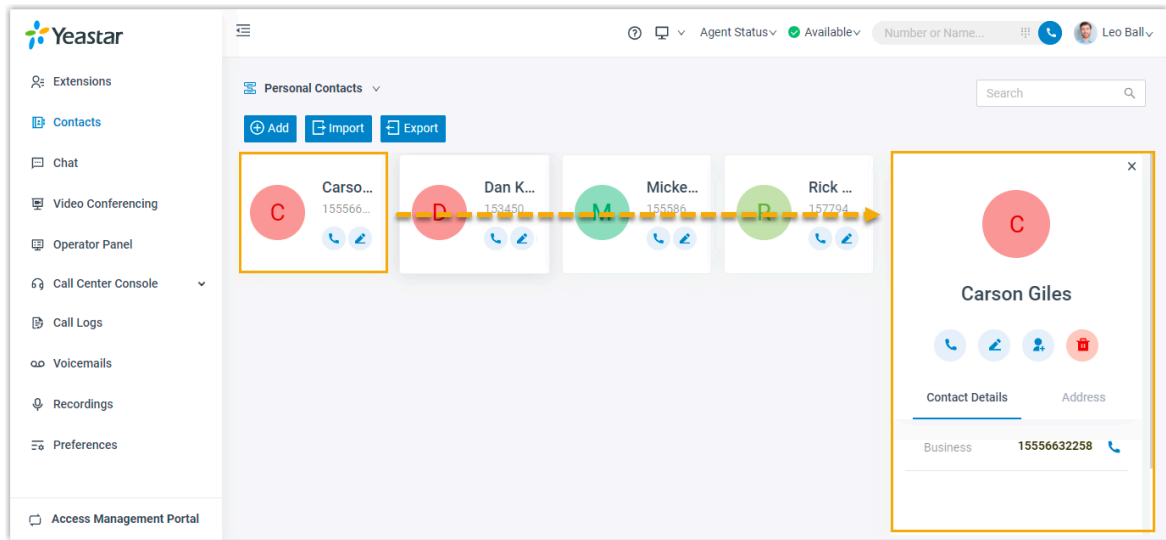 Yeastar
Agent Status
Available
Number or Name...
Leo Ball
Extensions
Contacts
Chat
Video Conferencing
Operator Panel
Call Center Console
Call Logs
Voicemails
Recordings
Preferences
Access Management Portal
Personal Contacts
Search
Add
Import
Export
C
Carso...
155566...
D
Dan K...
153450...
M
Micke...
155586...
R
Rick ...
157794...
C
Carson Giles
Contact Details
Address
Business
15556632258